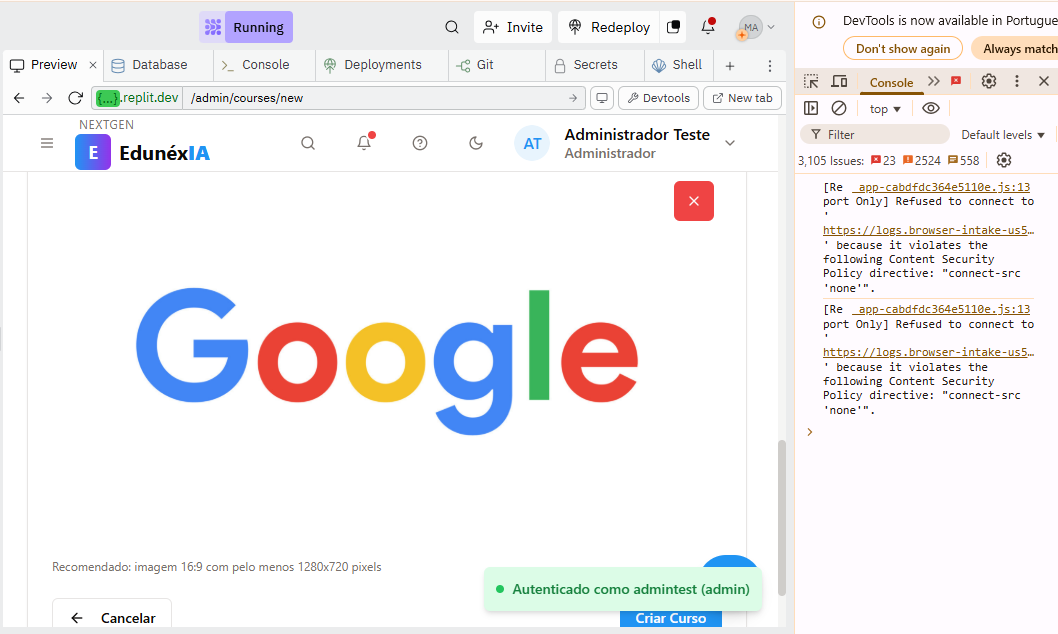 DevTools is now available in Portugue
Don't show again
Always match
Running
Invite
Redeploy
MA
Preview
Database
Console
Deployments
Git
Secrets
Shell
{...}.replit.dev
/admin/courses/new
Devtools
New tab
Console
top
Filter
Default levels
3,105 Issues: 23 2524 558
NEXTGEN
E
EdunéxIA
AT
Administrador Teste
Administrador
Google
Recomendado: imagem 16:9 com pelo menos 1280x720 pixels
Autenticado como admintest (admin)
Cancelar
Criar Curso
[Re _app-cabdfdc364e5110e.js:13
port Only] Refused to connect to
'
https://logs.browser-intake-us5…
' because it violates the
following Content Security
Policy directive: "connect-src
'none'".
[Re _app-cabdfdc364e5110e.js:13
port Only] Refused to connect to
'
https://logs.browser-intake-us5…
' because it violates the
following Content Security
Policy directive: "connect-src
'none'".